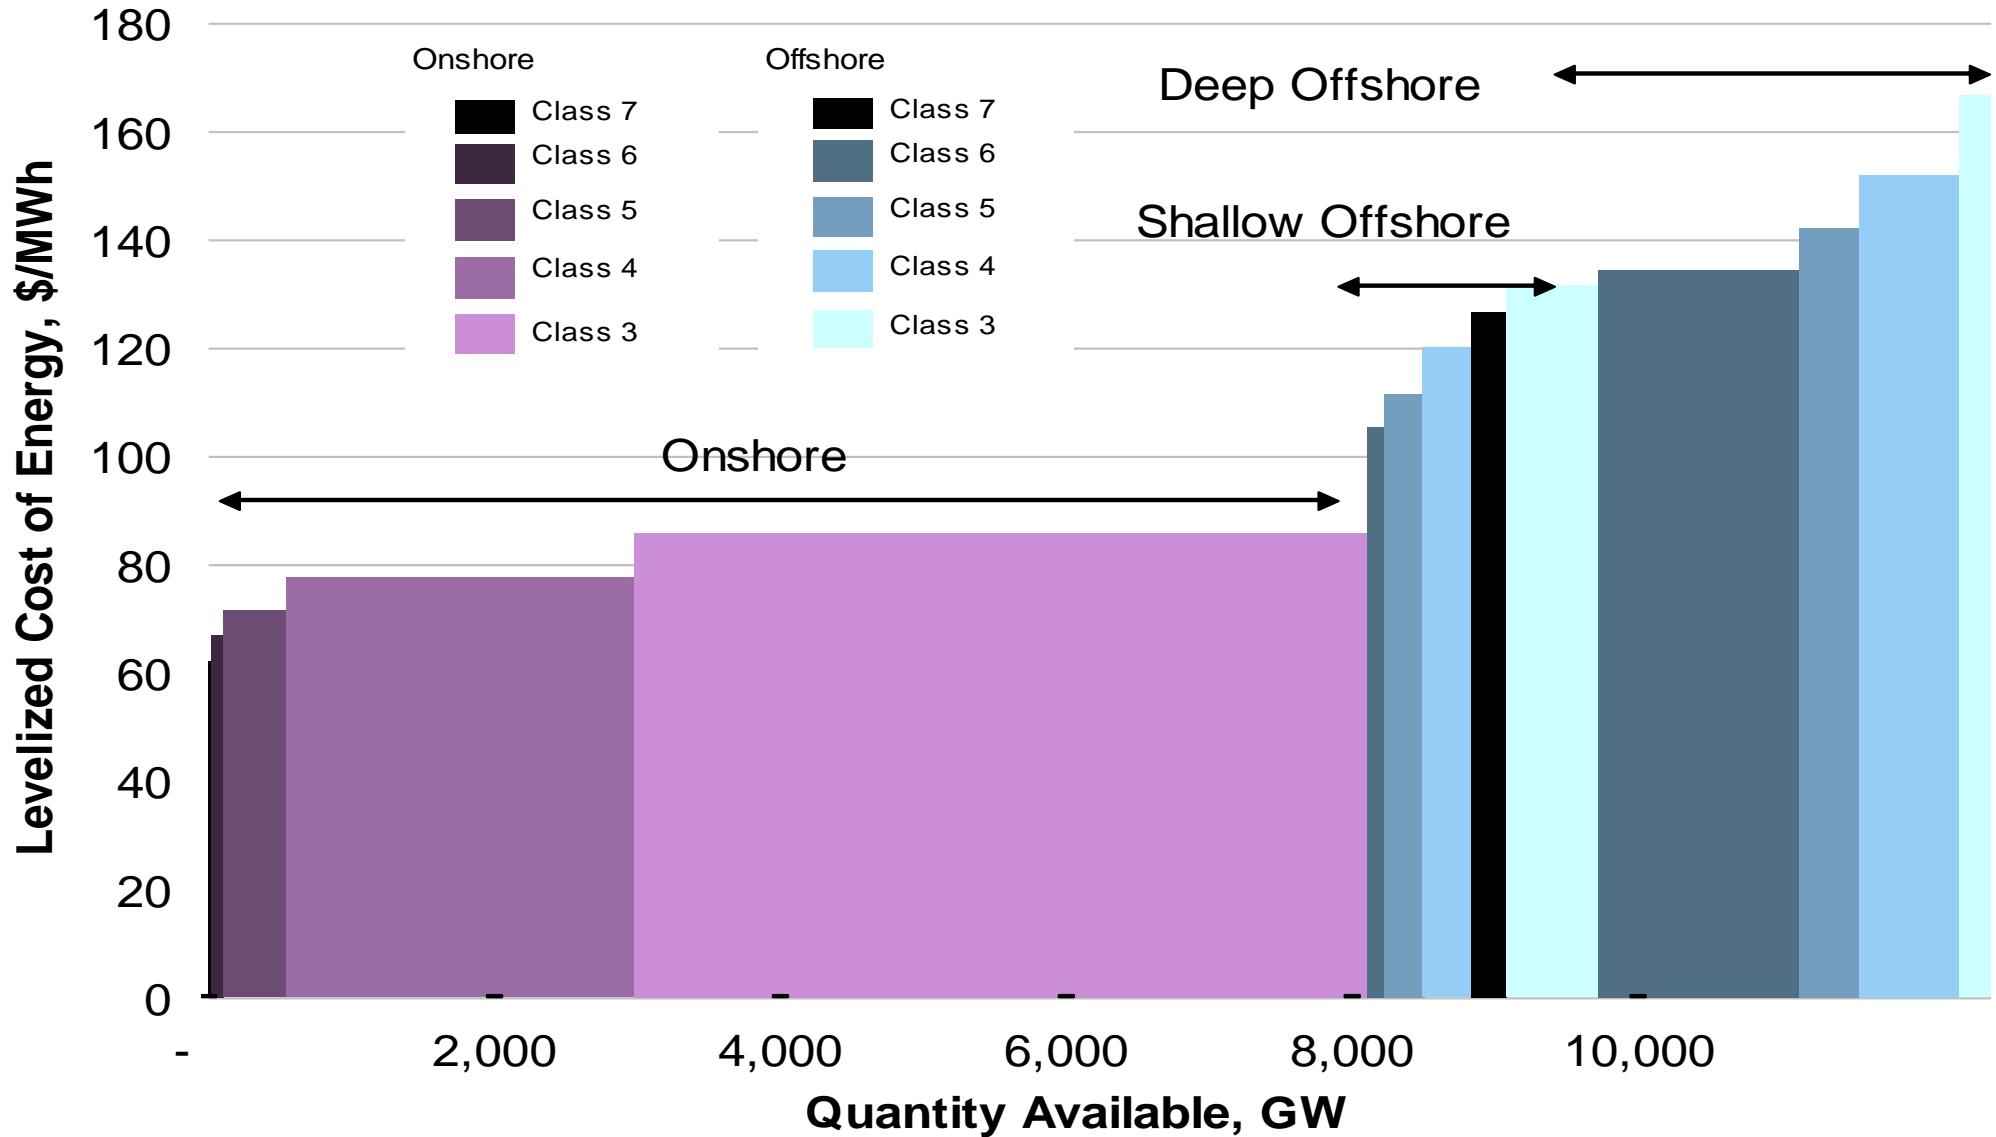 180
160
140
120
100
80
60
40
20
0
Levelized Cost of Energy, $/MWh
Onshore
Class 7
Class 6
Class 5
Class 4
Class 3
Offshore
Class 7
Class 6
Class 5
Class 4
Class 3
Deep Offshore
Shallow Offshore
Onshore
- 2,000 4,000 6,000 8,000 10,000
Quantity Available, GW